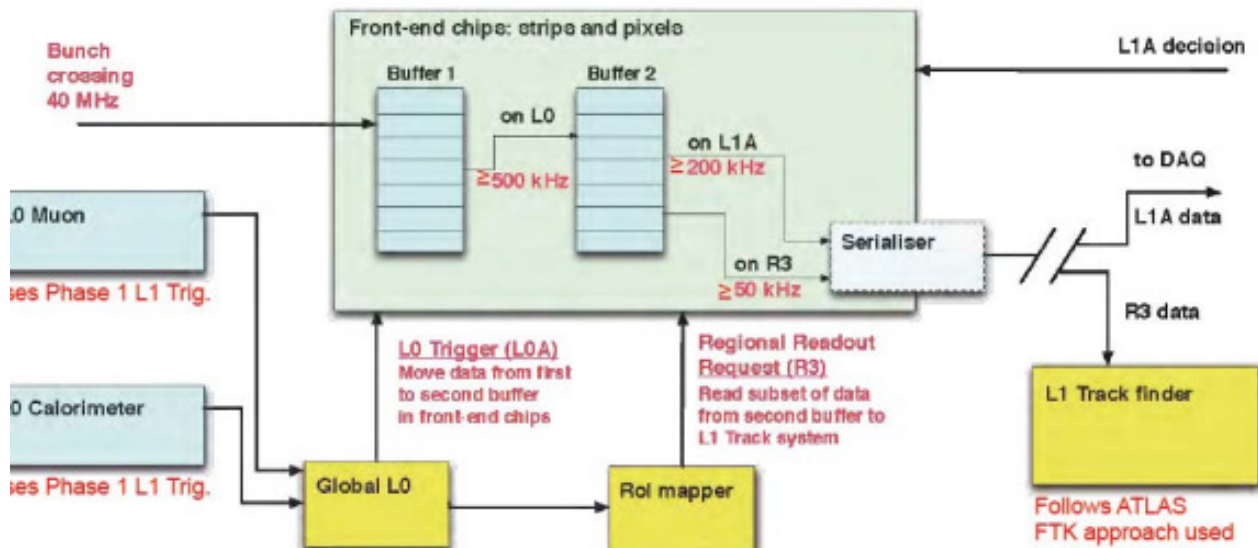 Front-end chips: strips and pixels
Bunch
crossing
40 MHz
Buffer 1
Buffer 2
on L0
≥500 kHz
on L1A
≥200 kHz
on R3
≥50 kHz
Serialiser
L1A decision
to DAQ
L1A data
R3 data
L0 Muon
ses Phase 1 L1 Trig.
L0 Trigger (L0A)
Move data from first
to second buffer
in front-end chips
Regional Readout
Request (R3)
Read subset of data
from second buffer to
L1 Track system
0 Calorimeter
ses Phase 1 L1 Trig.
Global L0
RoI mapper
L1 Track finder
Follows ATLAS
FTK approach used